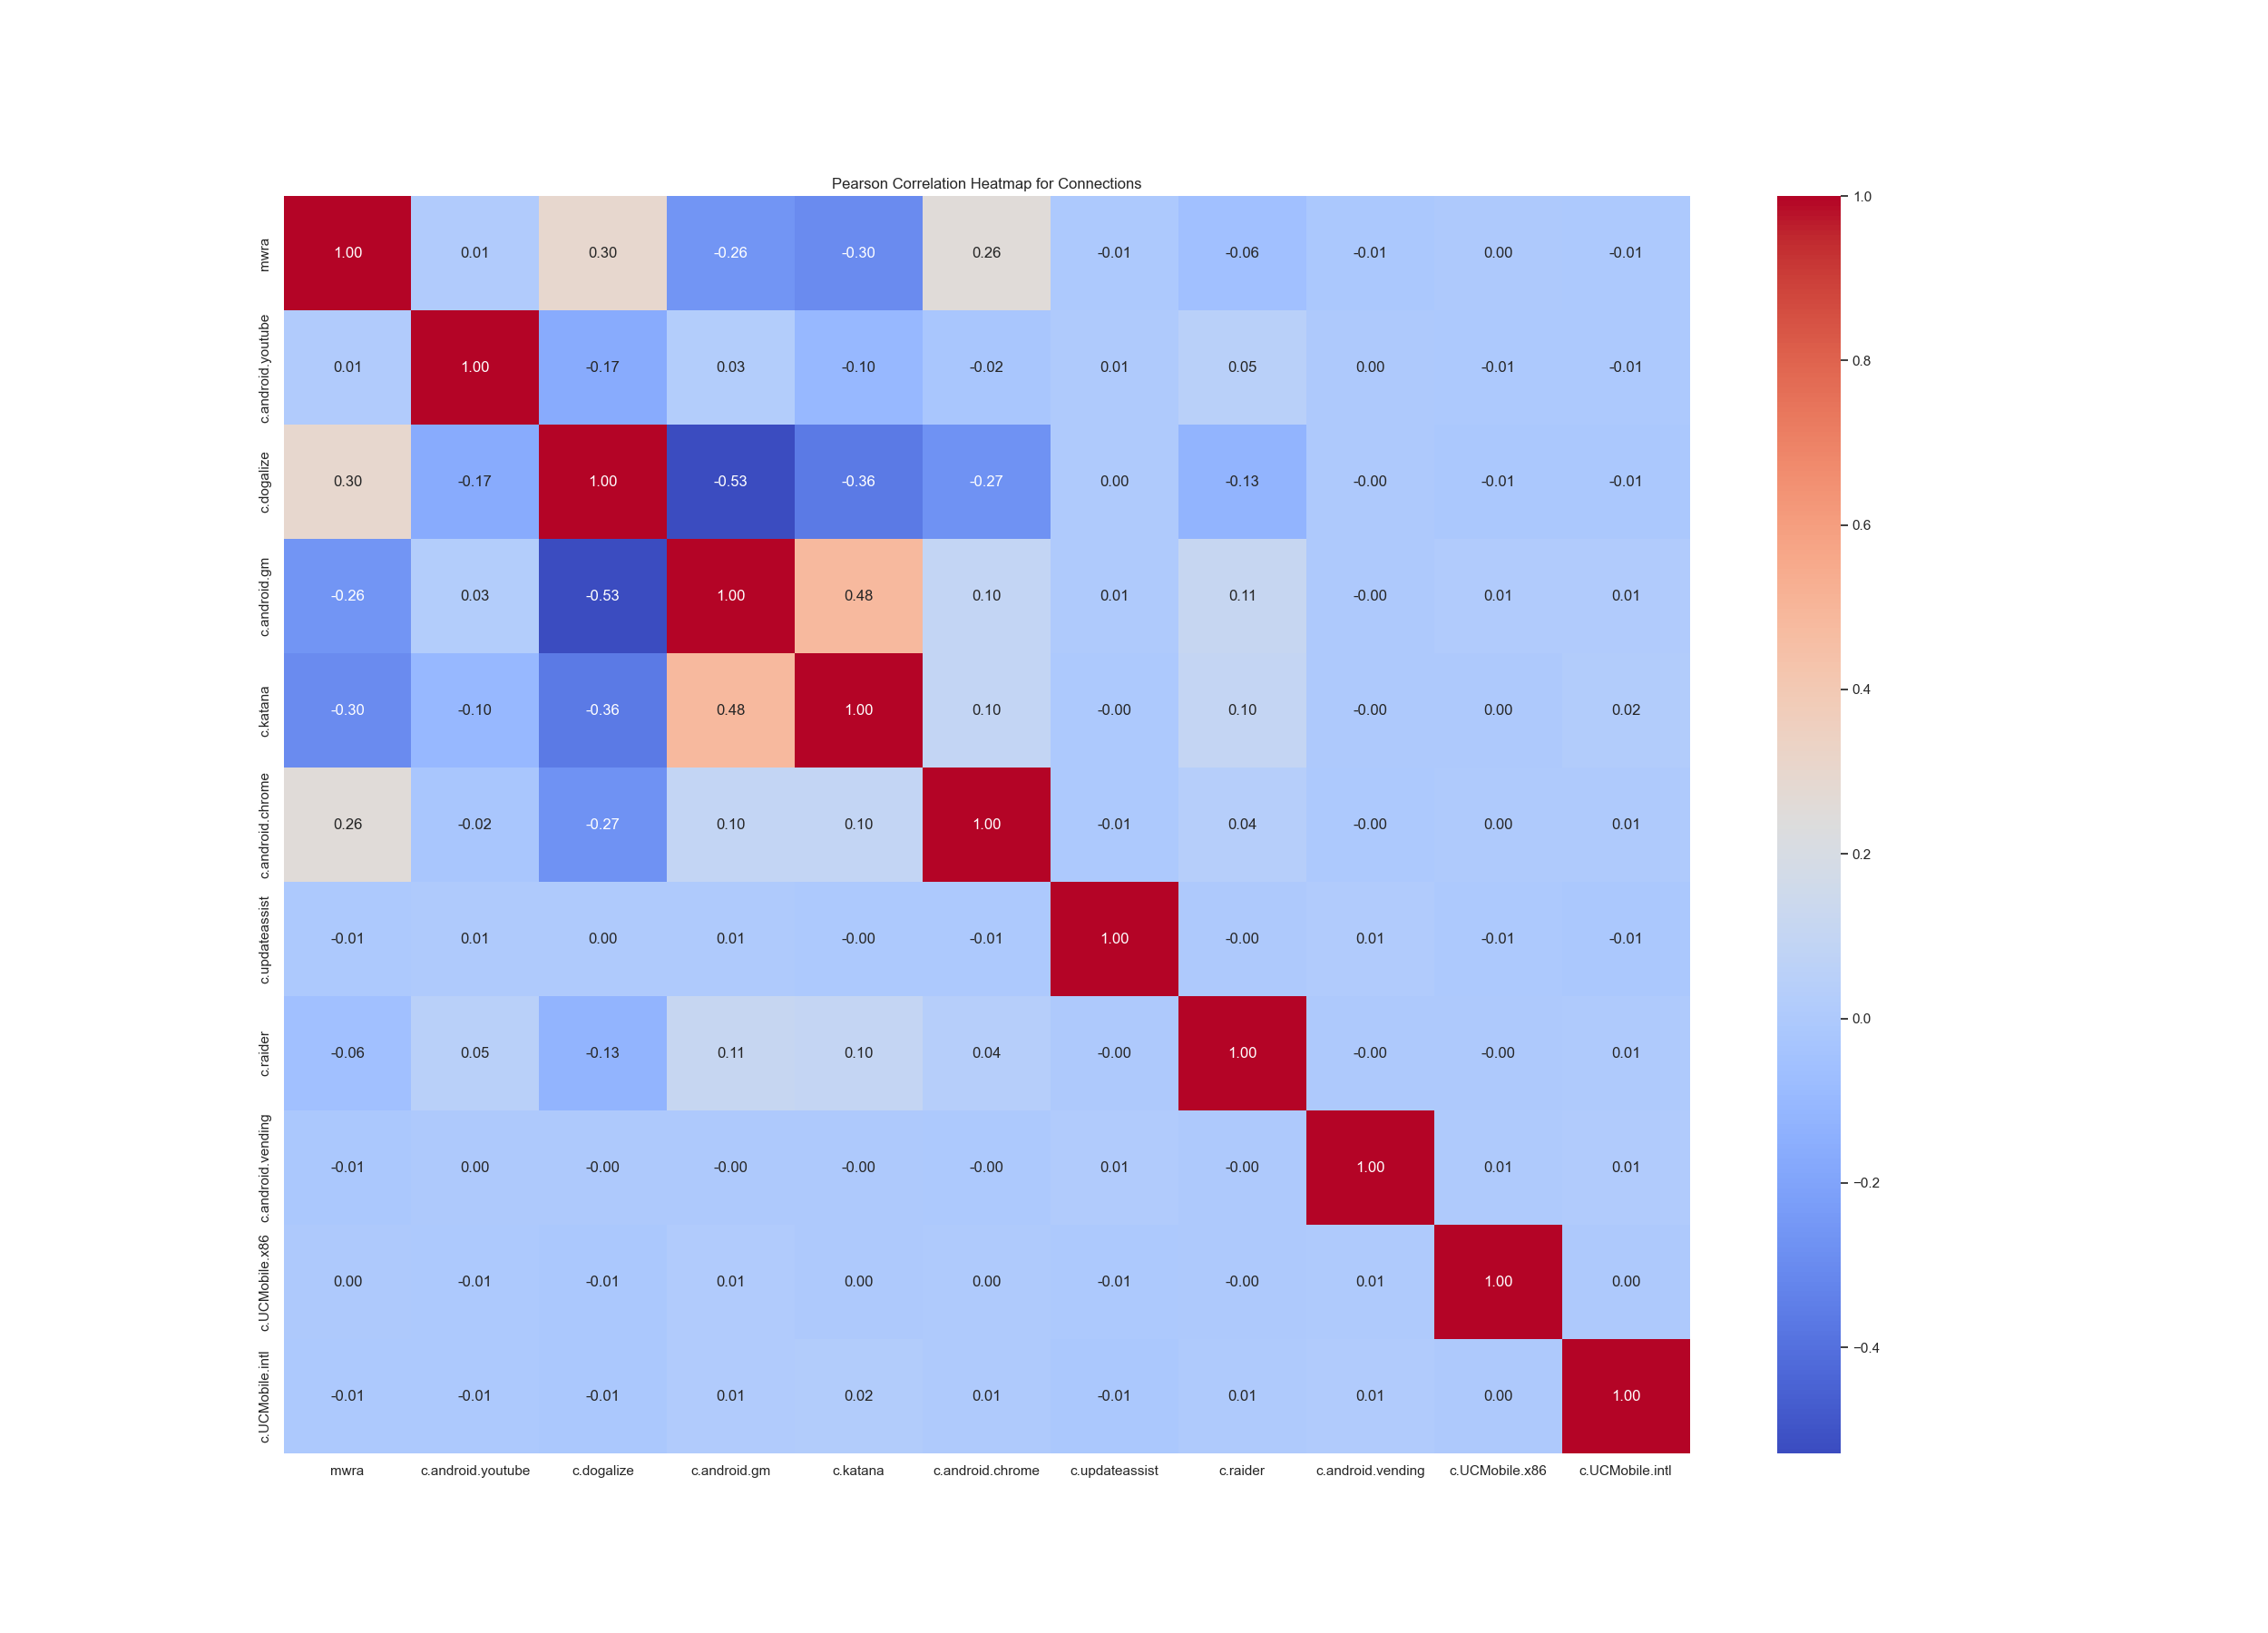 Pearson Correlation Heatmap for Connections
mwra 1.00 0.01 0.30 -0.26 -0.30 0.26 -0.01 -0.06 -0.01 0.00 -0.01
c.android.youtube 0.01 1.00 -0.17 0.03 -0.10 -0.02 0.01 0.05 0.00 -0.01 -0.01
c.dogalize 0.30 -0.17 1.00 -0.53 -0.36 -0.27 0.00 -0.13 -0.00 -0.01 -0.01
c.android.gm -0.26 0.03 -0.53 1.00 0.48 0.10 0.01 0.11 -0.00 0.01 0.01
c.katana -0.30 -0.10 -0.36 0.48 1.00 0.10 -0.00 0.10 -0.00 0.00 0.02
c.android.chrome 0.26 -0.02 -0.27 0.10 0.10 1.00 -0.01 0.04 -0.00 0.00 0.01
c.updateassist -0.01 0.01 0.00 0.01 -0.00 -0.01 1.00 -0.00 0.01 -0.01 -0.01
c.raider -0.06 0.05 -0.13 0.11 0.10 0.04 -0.00 1.00 -0.00 -0.00 0.01
c.android.vending -0.01 0.00 -0.00 -0.00 -0.00 -0.00 0.01 -0.00 1.00 0.01 0.01
c.UCMobile.x86 0.00 -0.01 -0.01 0.01 0.00 0.00 -0.01 -0.00 0.01 1.00 0.00
c.UCMobile.intl -0.01 -0.01 -0.01 0.01 0.02 0.01 -0.01 0.01 0.01 0.00 1.00
mwra c.android.youtube c.dogalize c.android.gm c.katana c.android.chrome c.updateassist c.raider c.android.vending c.UCMobile.x86 c.UCMobile.intl
1.0
0.8
0.6
0.4
0.2
0.0
−0.2
−0.4